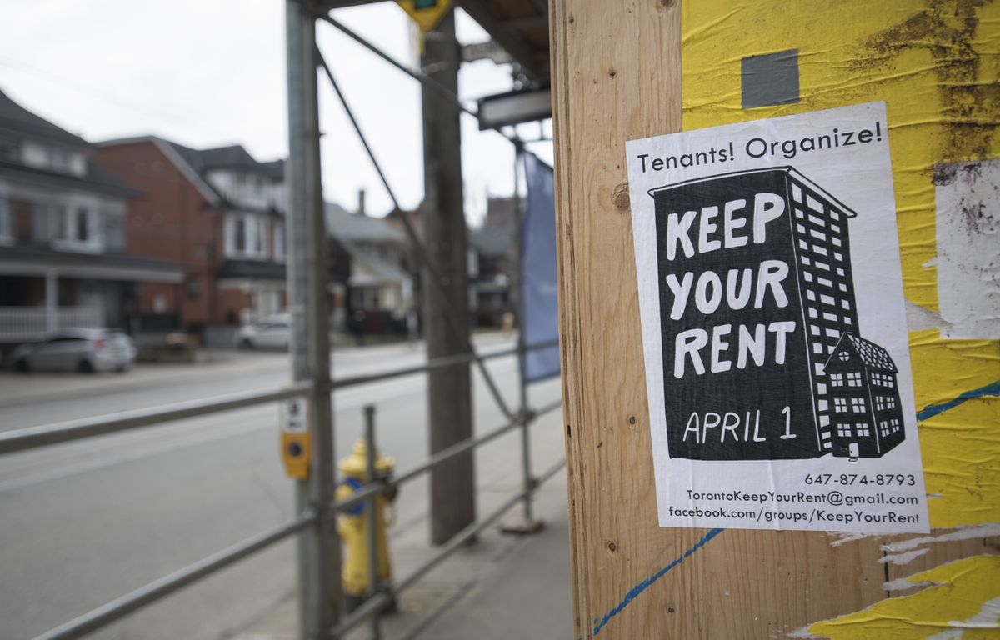 Tenants! Organize!
KEEP
YOUR
RENT
APRIL 1
647-874-8793
TorontoKeepYourRent@gmail.com
facebook.com/groups/KeepYourRent